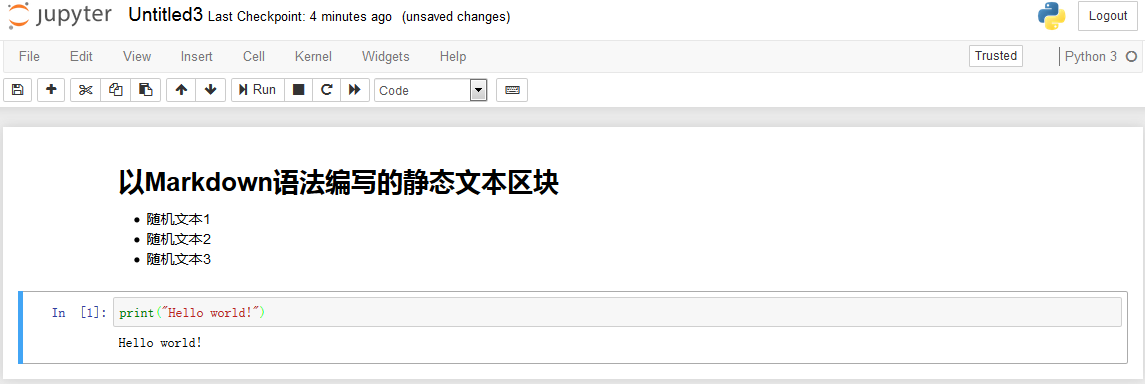 jupyter Untitled3 Last Checkpoint: 4 minutes ago (unsaved changes) Logout
File Edit View Insert Cell Kernel Widgets Help Trusted Python 3
Run Code
以Markdown语法编写的静态文本区块
随机文本1
随机文本2
随机文本3
In [1]: print("Hello world!")
Hello world!